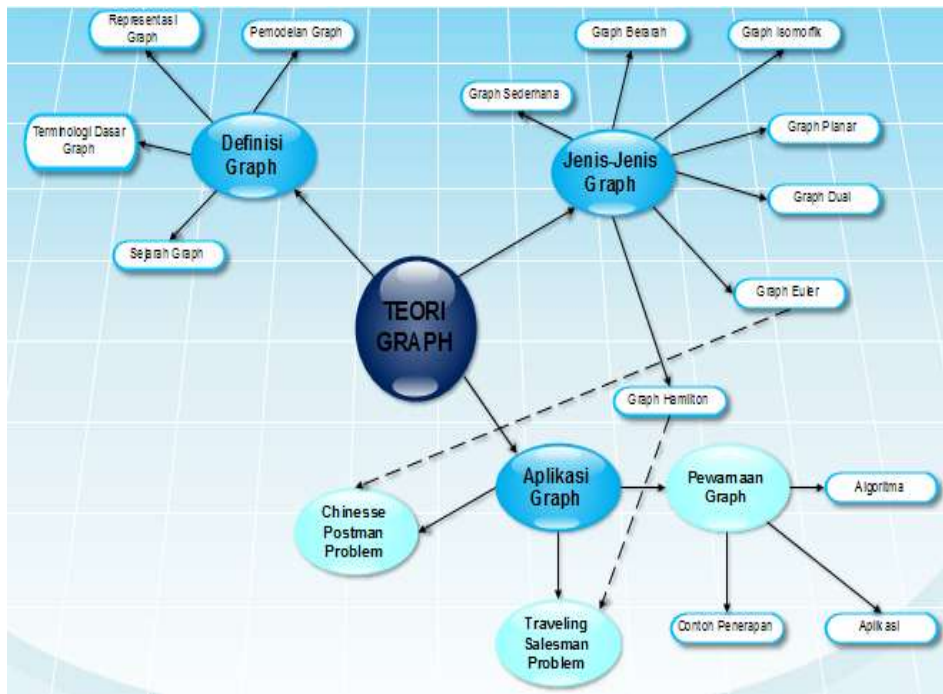 Representasi
Graph
Pemodelan Graph
Terminologi Dasar
Graph
Definisi
Graph
Sejarah Graph
Graph Berarah
Graph Isomorfik
Graph Sederhana
Jenis-Jenis
Graph
Graph Planar
Graph Dual
Graph Euler
TEORI
GRAPH
Graph Hamilton
Aplikasi
Graph
Pewarnaan
Graph
Algoritma
Chinesse
Postman
Problem
Traveling
Salesman
Problem
Contoh Penerapan
Aplikasi